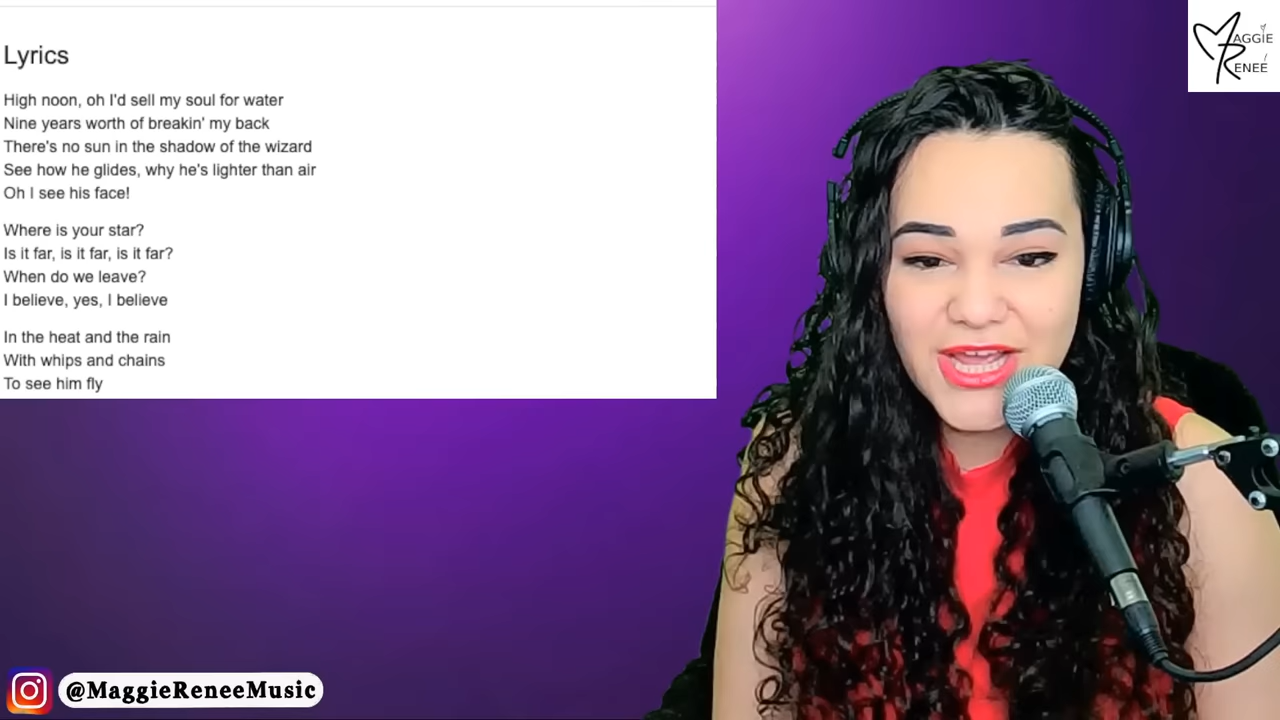 Lyrics
High noon, oh I'd sell my soul for water
Nine years worth of breakin' my back
There's no sun in the shadow of the wizard
See how he glides, why he's lighter than air
Oh I see his face!
Where is your star?
Is it far, is it far, is it far?
When do we leave?
I believe, yes, I believe
In the heat and the rain
With whips and chains
To see him fly
MAGGIE
RENEE
@MaggieReneeMusic